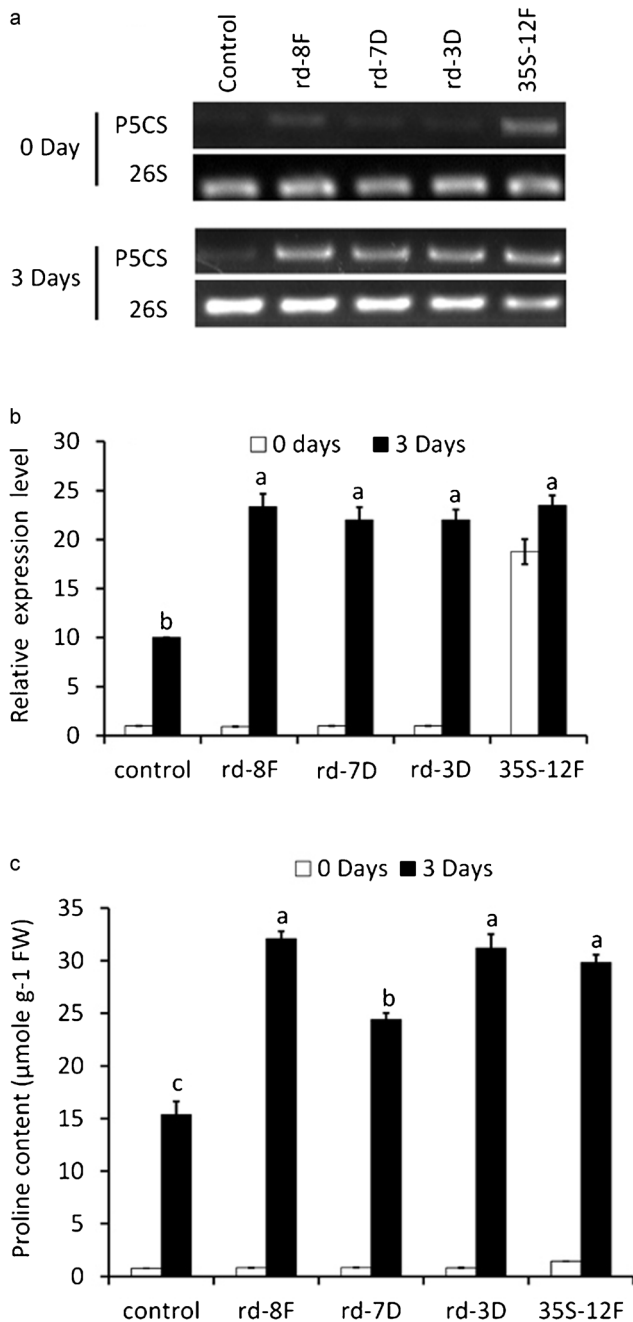 a
Control
rd-8F
rd-7D
rd-3D
35S-12F
0 Day
P5CS
26S
3 Days
P5CS
26S
b
0 days
3 Days
Relative expression level
30
25
20
15
10
5
0
b
a
a
a
a
control
rd-8F
rd-7D
rd-3D
35S-12F
c
0 Days
3 Days
Proline content (µmole g-1 FW)
35
30
25
20
15
10
5
0
c
a
b
a
a
control
rd-8F
rd-7D
rd-3D
35S-12F